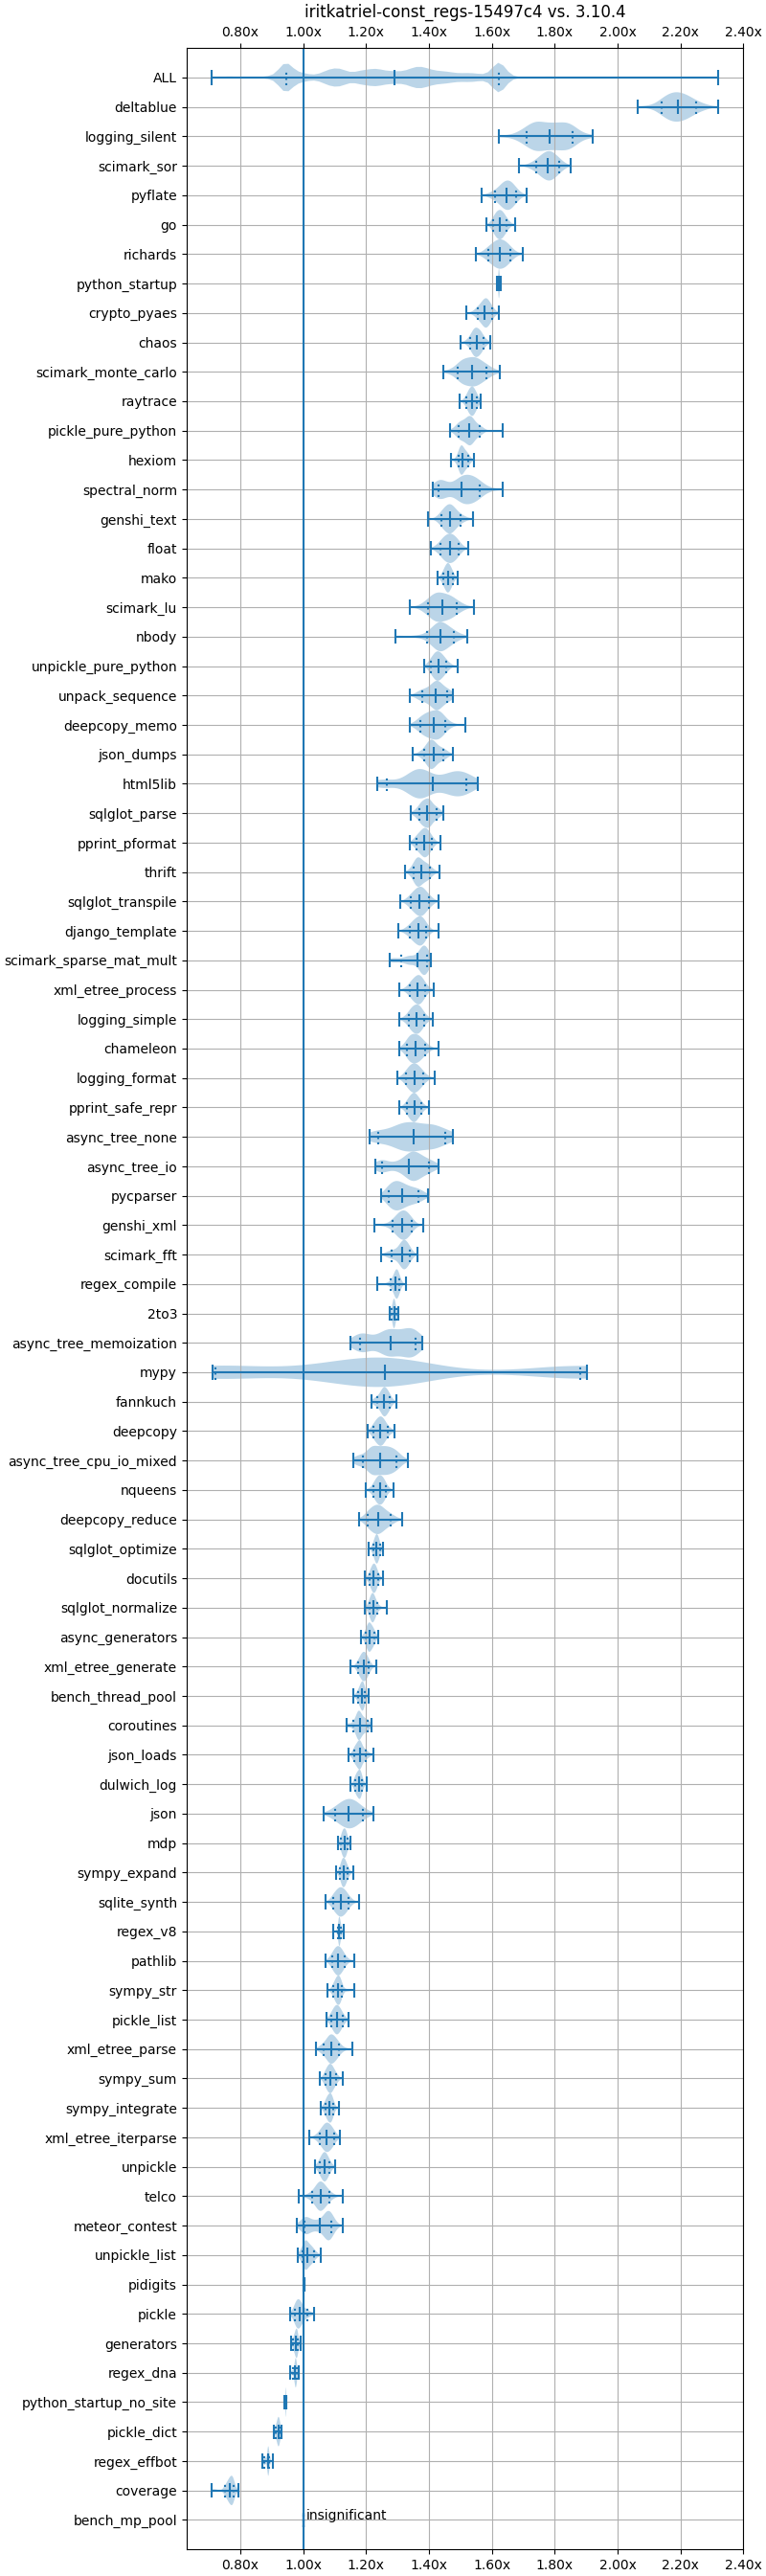 iritkatriel-const_regs-15497c4 vs. 3.10.4
0.80x 1.00x 1.20x 1.40x 1.60x 1.80x 2.00x 2.20x 2.40x
ALL
deltablue
logging_silent
scimark_sor
pyflate
go
richards
python_startup
crypto_pyaes
chaos
scimark_monte_carlo
raytrace
pickle_pure_python
hexiom
spectral_norm
genshi_text
float
mako
scimark_lu
nbody
unpickle_pure_python
unpack_sequence
deepcopy_memo
json_dumps
html5lib
sqlglot_parse
pprint_pformat
thrift
sqlglot_transpile
django_template
scimark_sparse_mat_mult
xml_etree_process
logging_simple
chameleon
logging_format
pprint_safe_repr
async_tree_none
async_tree_io
pycparser
genshi_xml
scimark_fft
regex_compile
2to3
async_tree_memoization
mypy
fannkuch
deepcopy
async_tree_cpu_io_mixed
nqueens
deepcopy_reduce
sqlglot_optimize
docutils
sqlglot_normalize
async_generators
xml_etree_generate
bench_thread_pool
coroutines
json_loads
dulwich_log
json
mdp
sympy_expand
sqlite_synth
regex_v8
pathlib
sympy_str
pickle_list
xml_etree_parse
sympy_sum
sympy_integrate
xml_etree_iterparse
unpickle
telco
meteor_contest
unpickle_list
pidigits
pickle
generators
regex_dna
python_startup_no_site
pickle_dict
regex_effbot
coverage
bench_mp_pool insignificant
0.80x 1.00x 1.20x 1.40x 1.60x 1.80x 2.00x 2.20x 2.40x